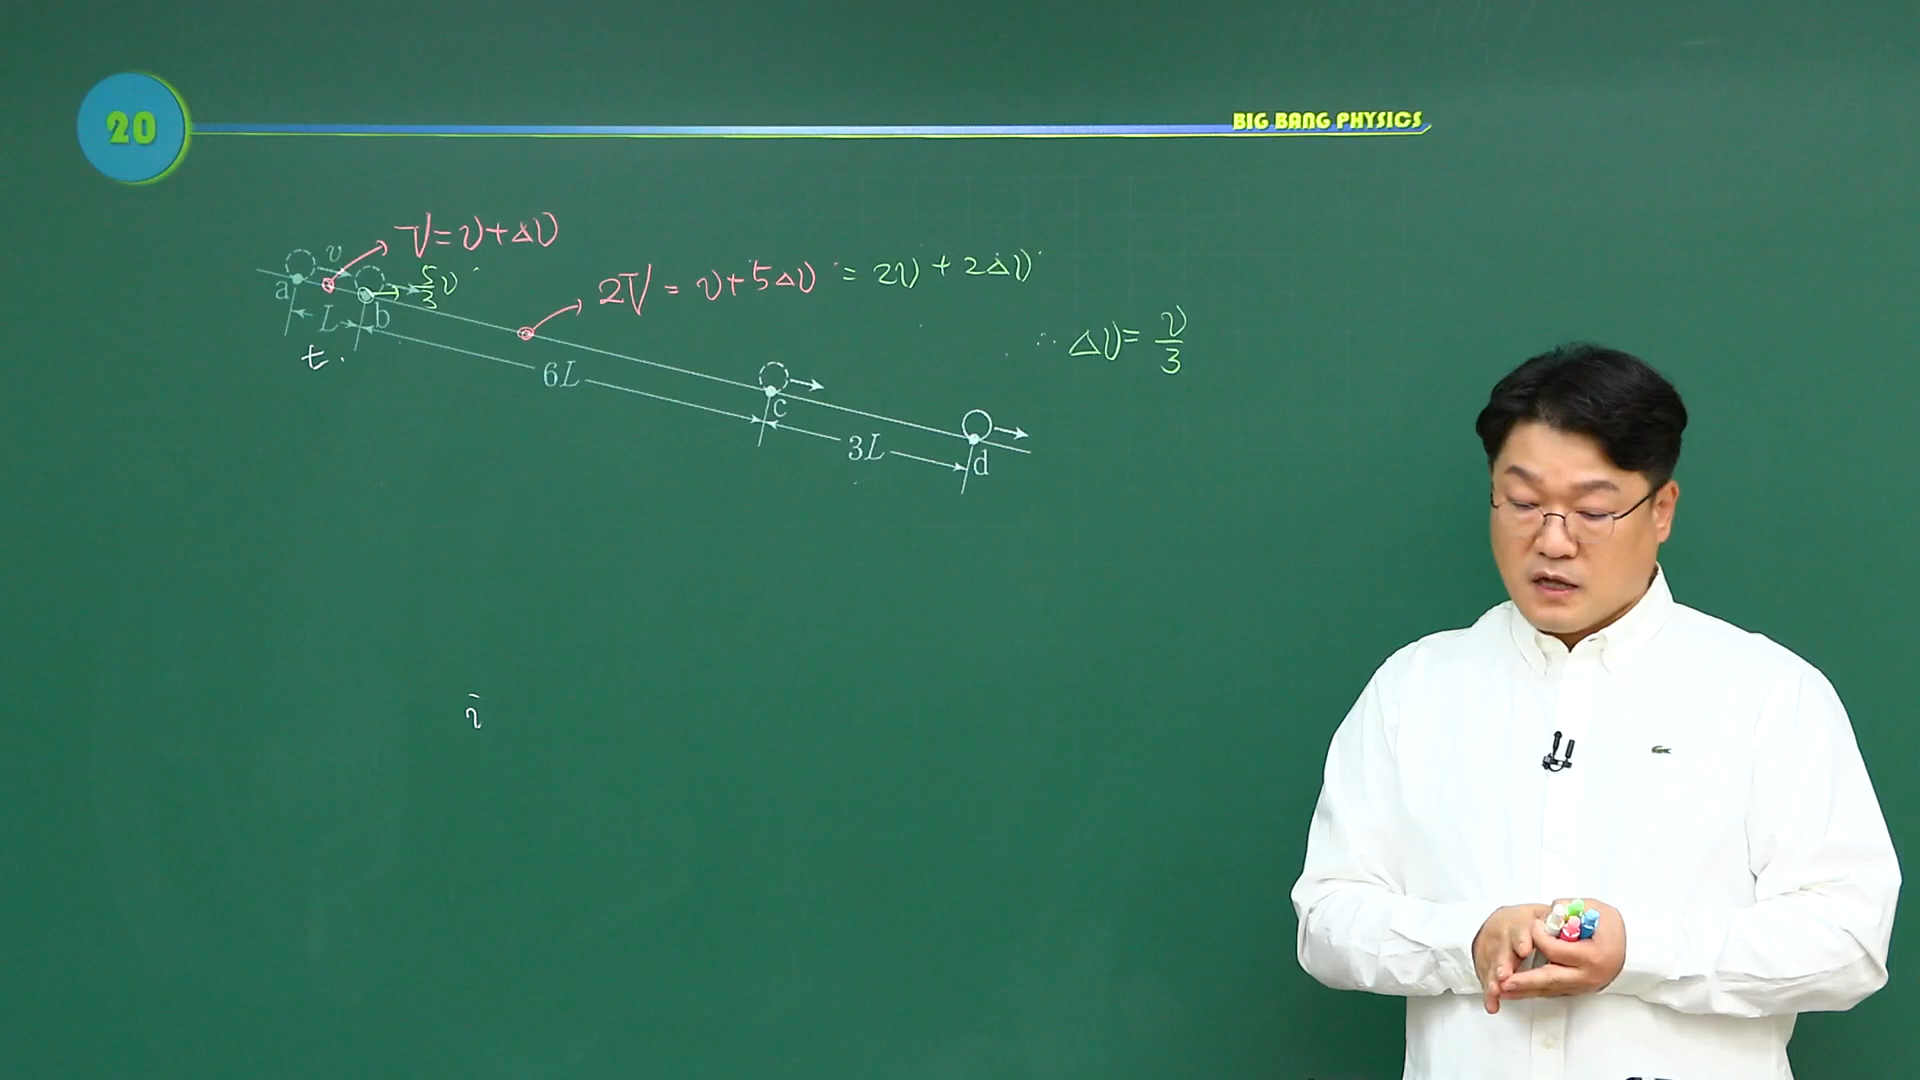 20
BIG BANG PHYSICS
V = v + Δv
2V = v + 5Δv = 2v + 2Δv
∴ Δv = v/3
v
5/3 v
a
b
L
t
6L
c
3L
d